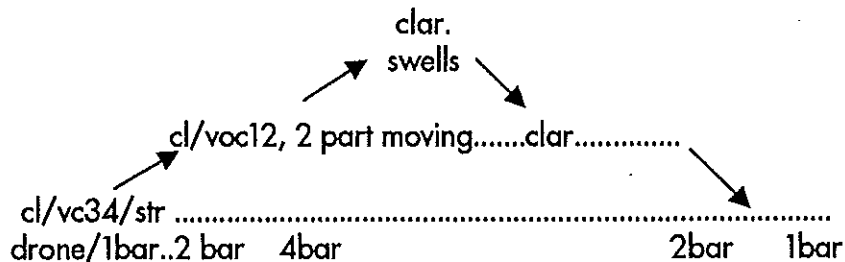 clar.
swells
cl/voc12, 2 part moving.......clar...............
cl/vc34/str ...............................................................................................
drone/1bar..2 bar 4bar 2bar 1bar